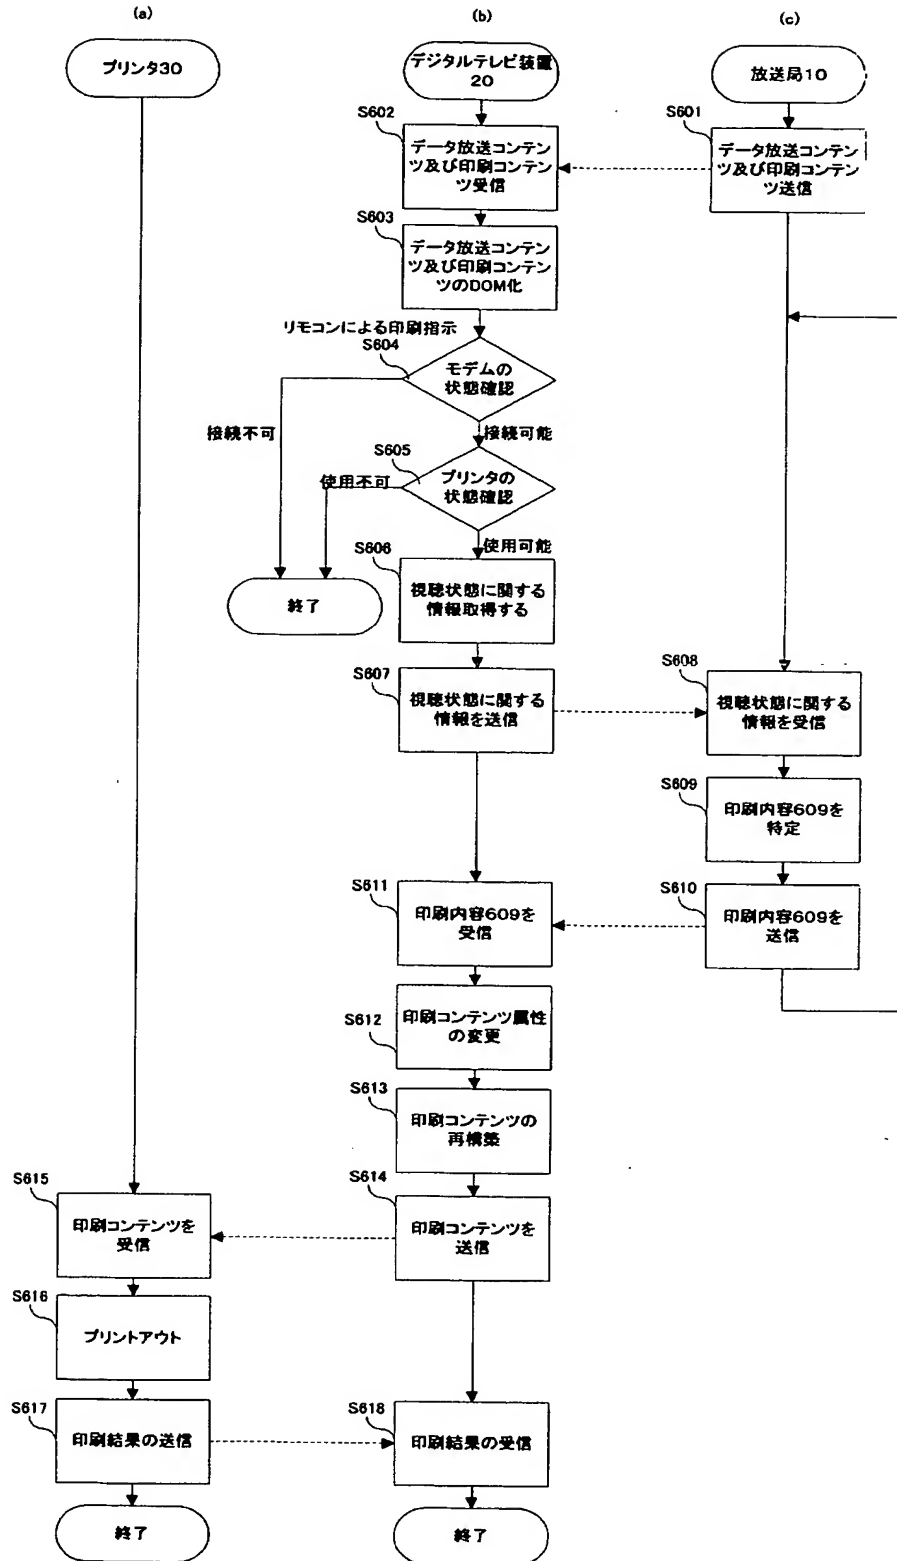 (a)
(b)
(c)
プリンタ30
デジタルテレビ装置
20
放送局10
S602
データ放送コンテン
ツ及び印刷コンテン
ツ受信
S601
データ放送コンテン
ツ及び印刷コンテン
ツ送信
S603
データ放送コンテン
ツ及び印刷コンテン
ツのDOM化
リモコンによる印刷指示
S604
モデムの
状態確認
接続不可
接続可能
S605
使用不可
プリンタの
状態確認
使用可能
S606
終了
視聴状態に関する
情報取得する
S607
視聴状態に関する
情報を送信
S608
視聴状態に関する
情報を受信
S609
印刷内容609を
特定
S611
印刷内容609を
受信
S610
印刷内容609を
送信
S612
印刷コンテンツ属性
の変更
S613
印刷コンテンツの
再構築
S615
印刷コンテンツを
受信
S614
印刷コンテンツを
送信
S616
プリントアウト
S617
印刷結果の送信
S618
印刷結果の受信
終了
終了